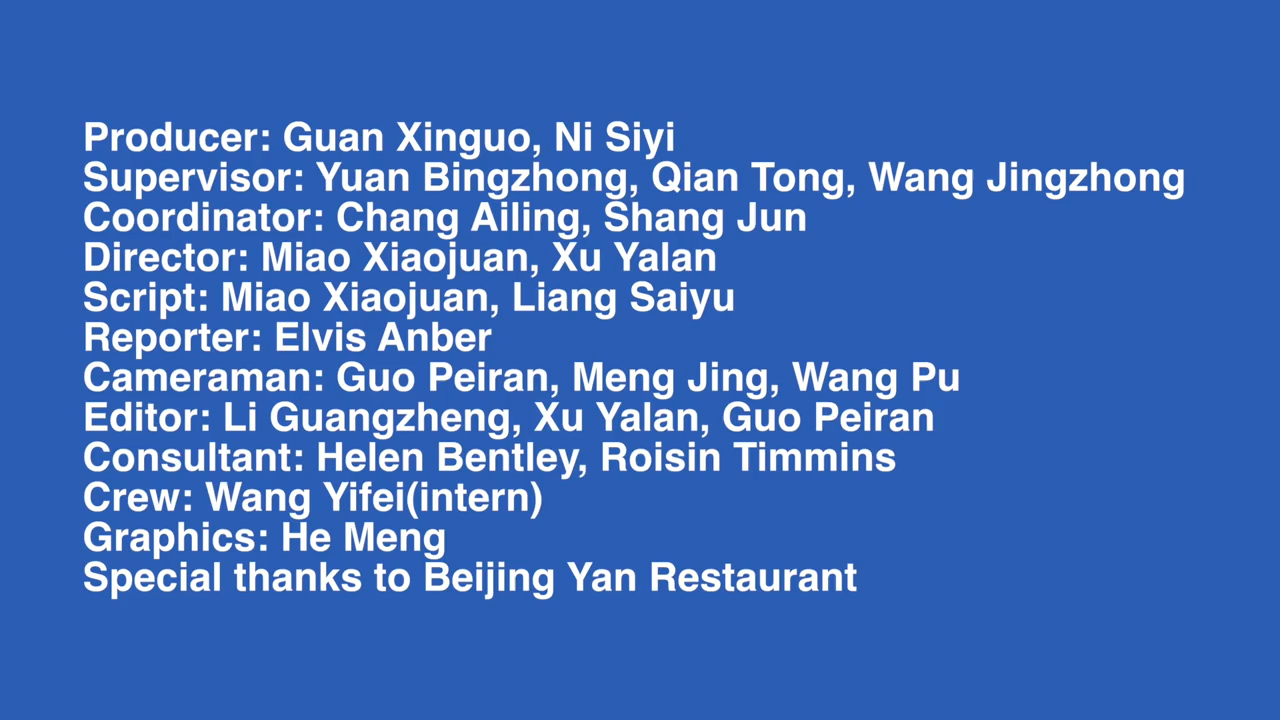 Producer: Guan Xinguo, Ni Siyi
Supervisor: Yuan Bingzhong, Qian Tong, Wang Jingzhong
Coordinator: Chang Ailing, Shang Jun
Director: Miao Xiaojuan, Xu Yalan
Script: Miao Xiaojuan, Liang Saiyu
Reporter: Elvis Anber
Cameraman: Guo Peiran, Meng Jing, Wang Pu
Editor: Li Guangzheng, Xu Yalan, Guo Peiran
Consultant: Helen Bentley, Roisin Timmins
Crew: Wang Yifei(intern)
Graphics: He Meng
Special thanks to Beijing Yan Restaurant